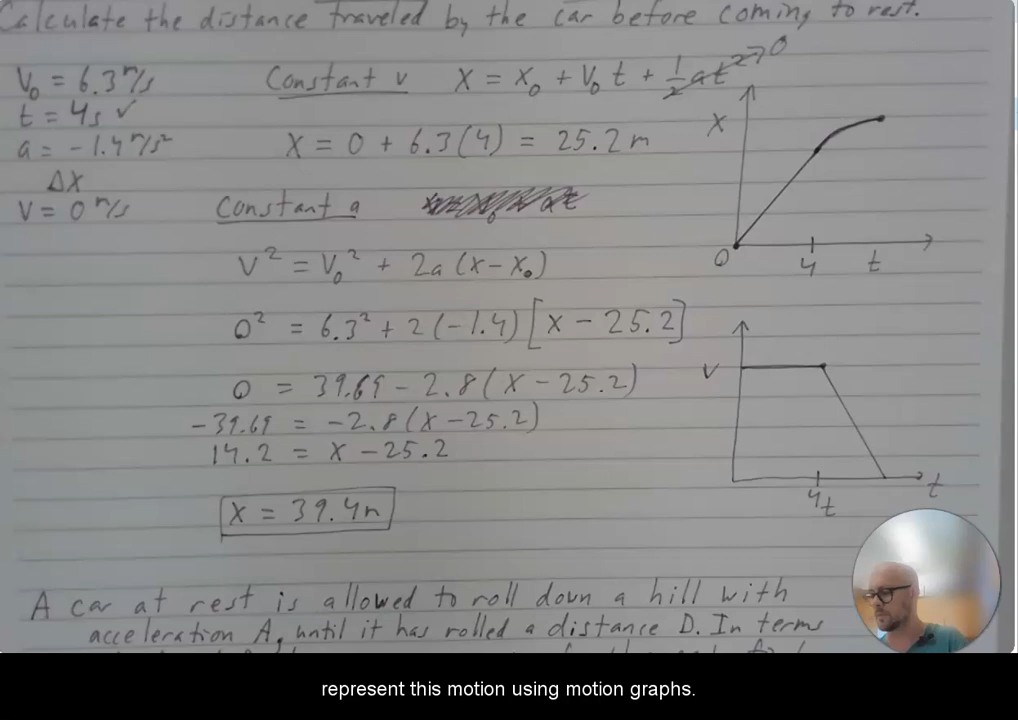 Calculate the distance traveled by the car before coming to rest.
V₀ = 6.3 m/s
t = 4s ✓
a = -1.4 m/s²
ΔX
V = 0 m/s
Constant v X = X₀ + V₀ t + ½at² → 0
X = 0 + 6.3(4) = 25.2 m
Constant a
V² = V₀² + 2a(X - X₀)
0² = 6.3² + 2(-1.4)[X - 25.2]
0 = 39.69 - 2.8(X - 25.2)
-39.69 = -2.8(X - 25.2)
14.2 = X - 25.2
X = 39.4m
X
0
4
t
V
4
t
t
A car at rest is allowed to roll down a hill with
acceleration A, until it has rolled a distance D. In terms
represent this motion using motion graphs.